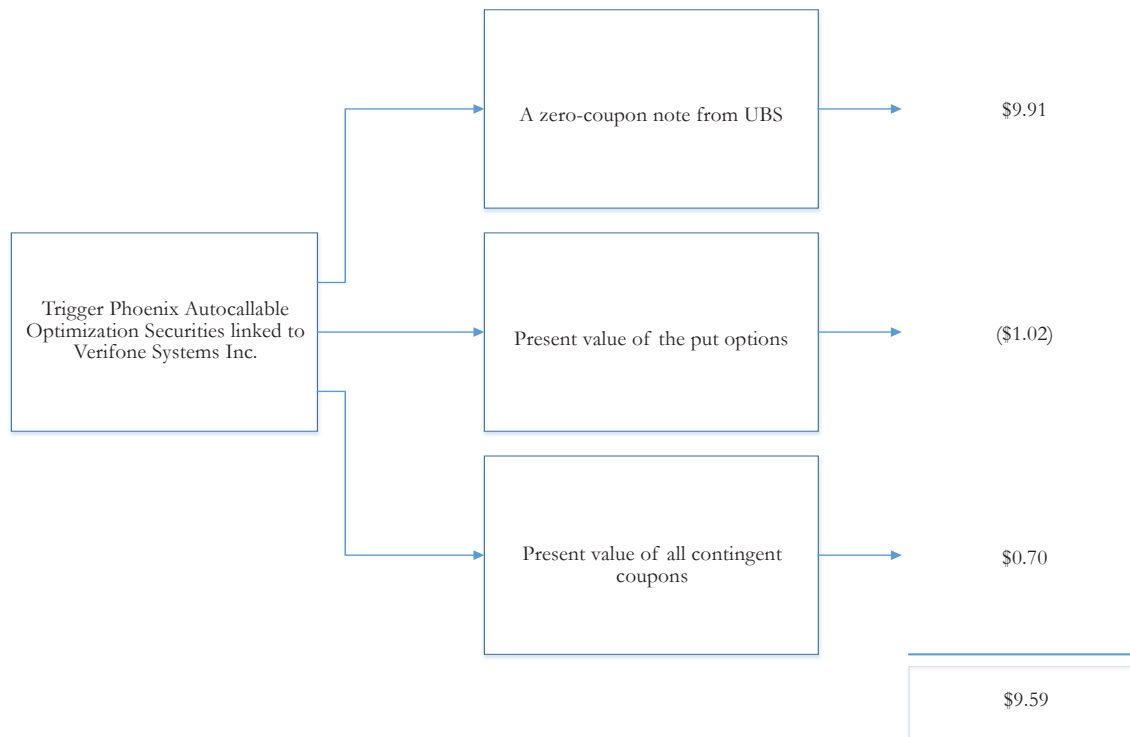 A zero-coupon note from UBS
$9.91
Trigger Phoenix Autocallable
Optimization Securities linked to
Verifone Systems Inc.
Present value of the put options
($1.02)
Present value of all contingent
coupons
$0.70
$9.59